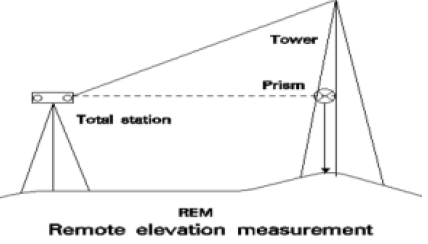 Tower
Prism
Total station
REM
Remote elevation measurement